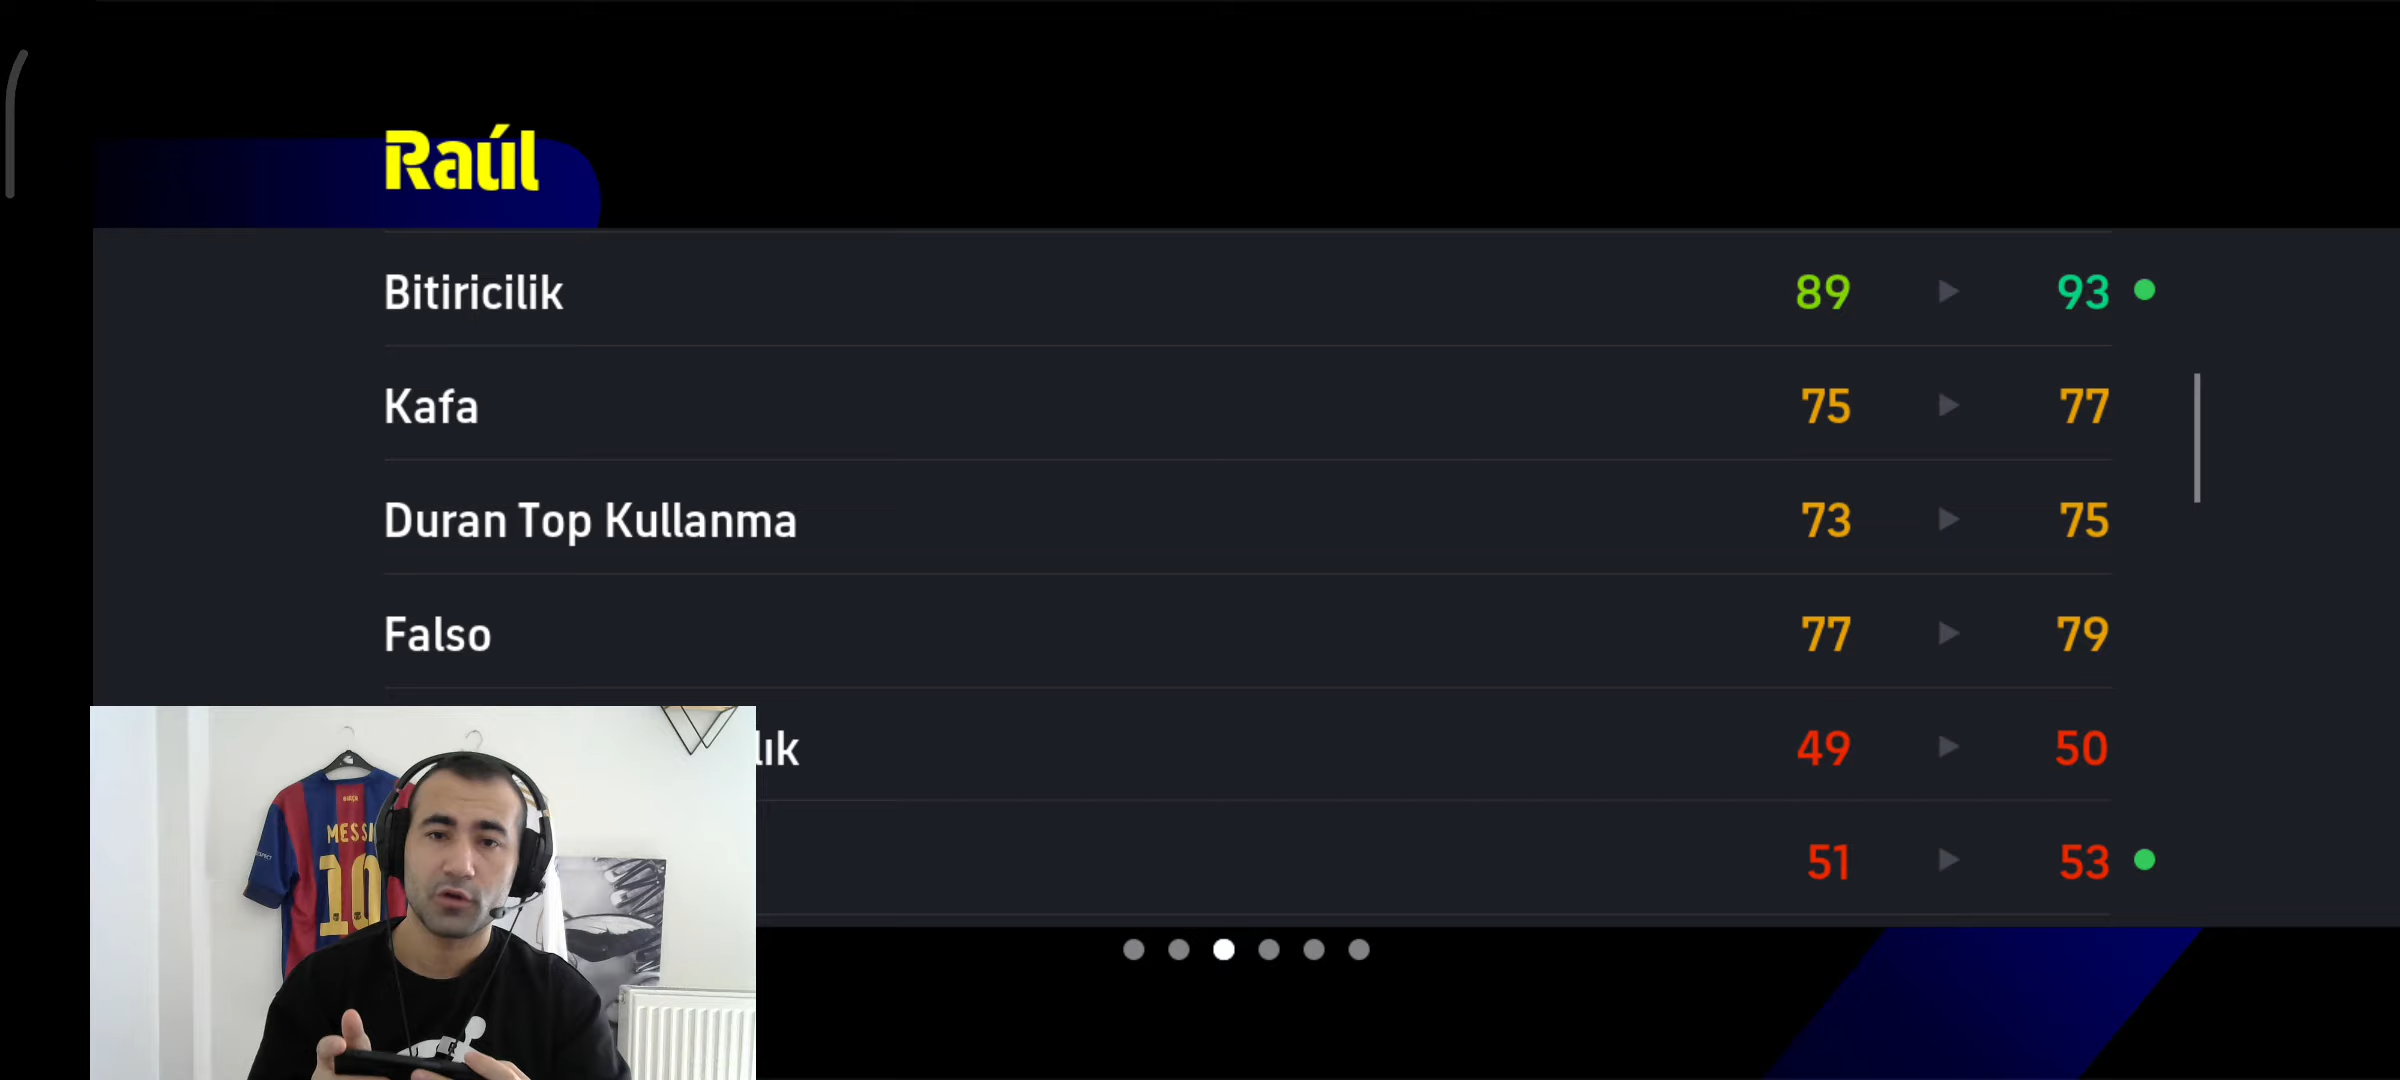 Raúl
Bitiricilik 89 93
Kafa 75 77
Duran Top Kullanma 73 75
Falso 77 79
lık 49 50
51 53
MESSI
10